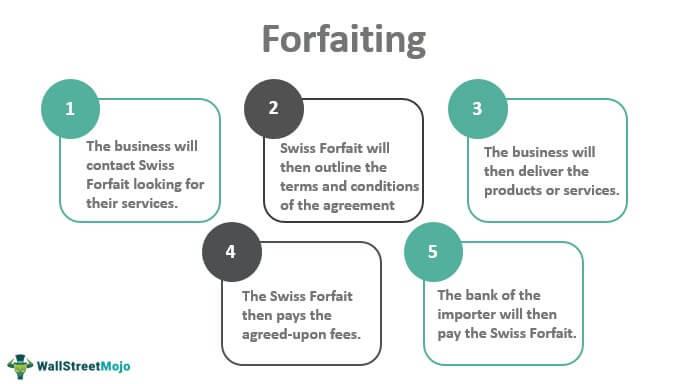 Forfaiting
1
The business will
contact Swiss
Forfait looking for
their services.
2
Swiss Forfait will
then outline the
terms and conditions
of the agreement
3
The business will
then deliver the
products or services.
4
The Swiss Forfait
then pays the
agreed-upon fees.
5
The bank of the
importer will then
pay the Swiss Forfait.
WallStreetMojo